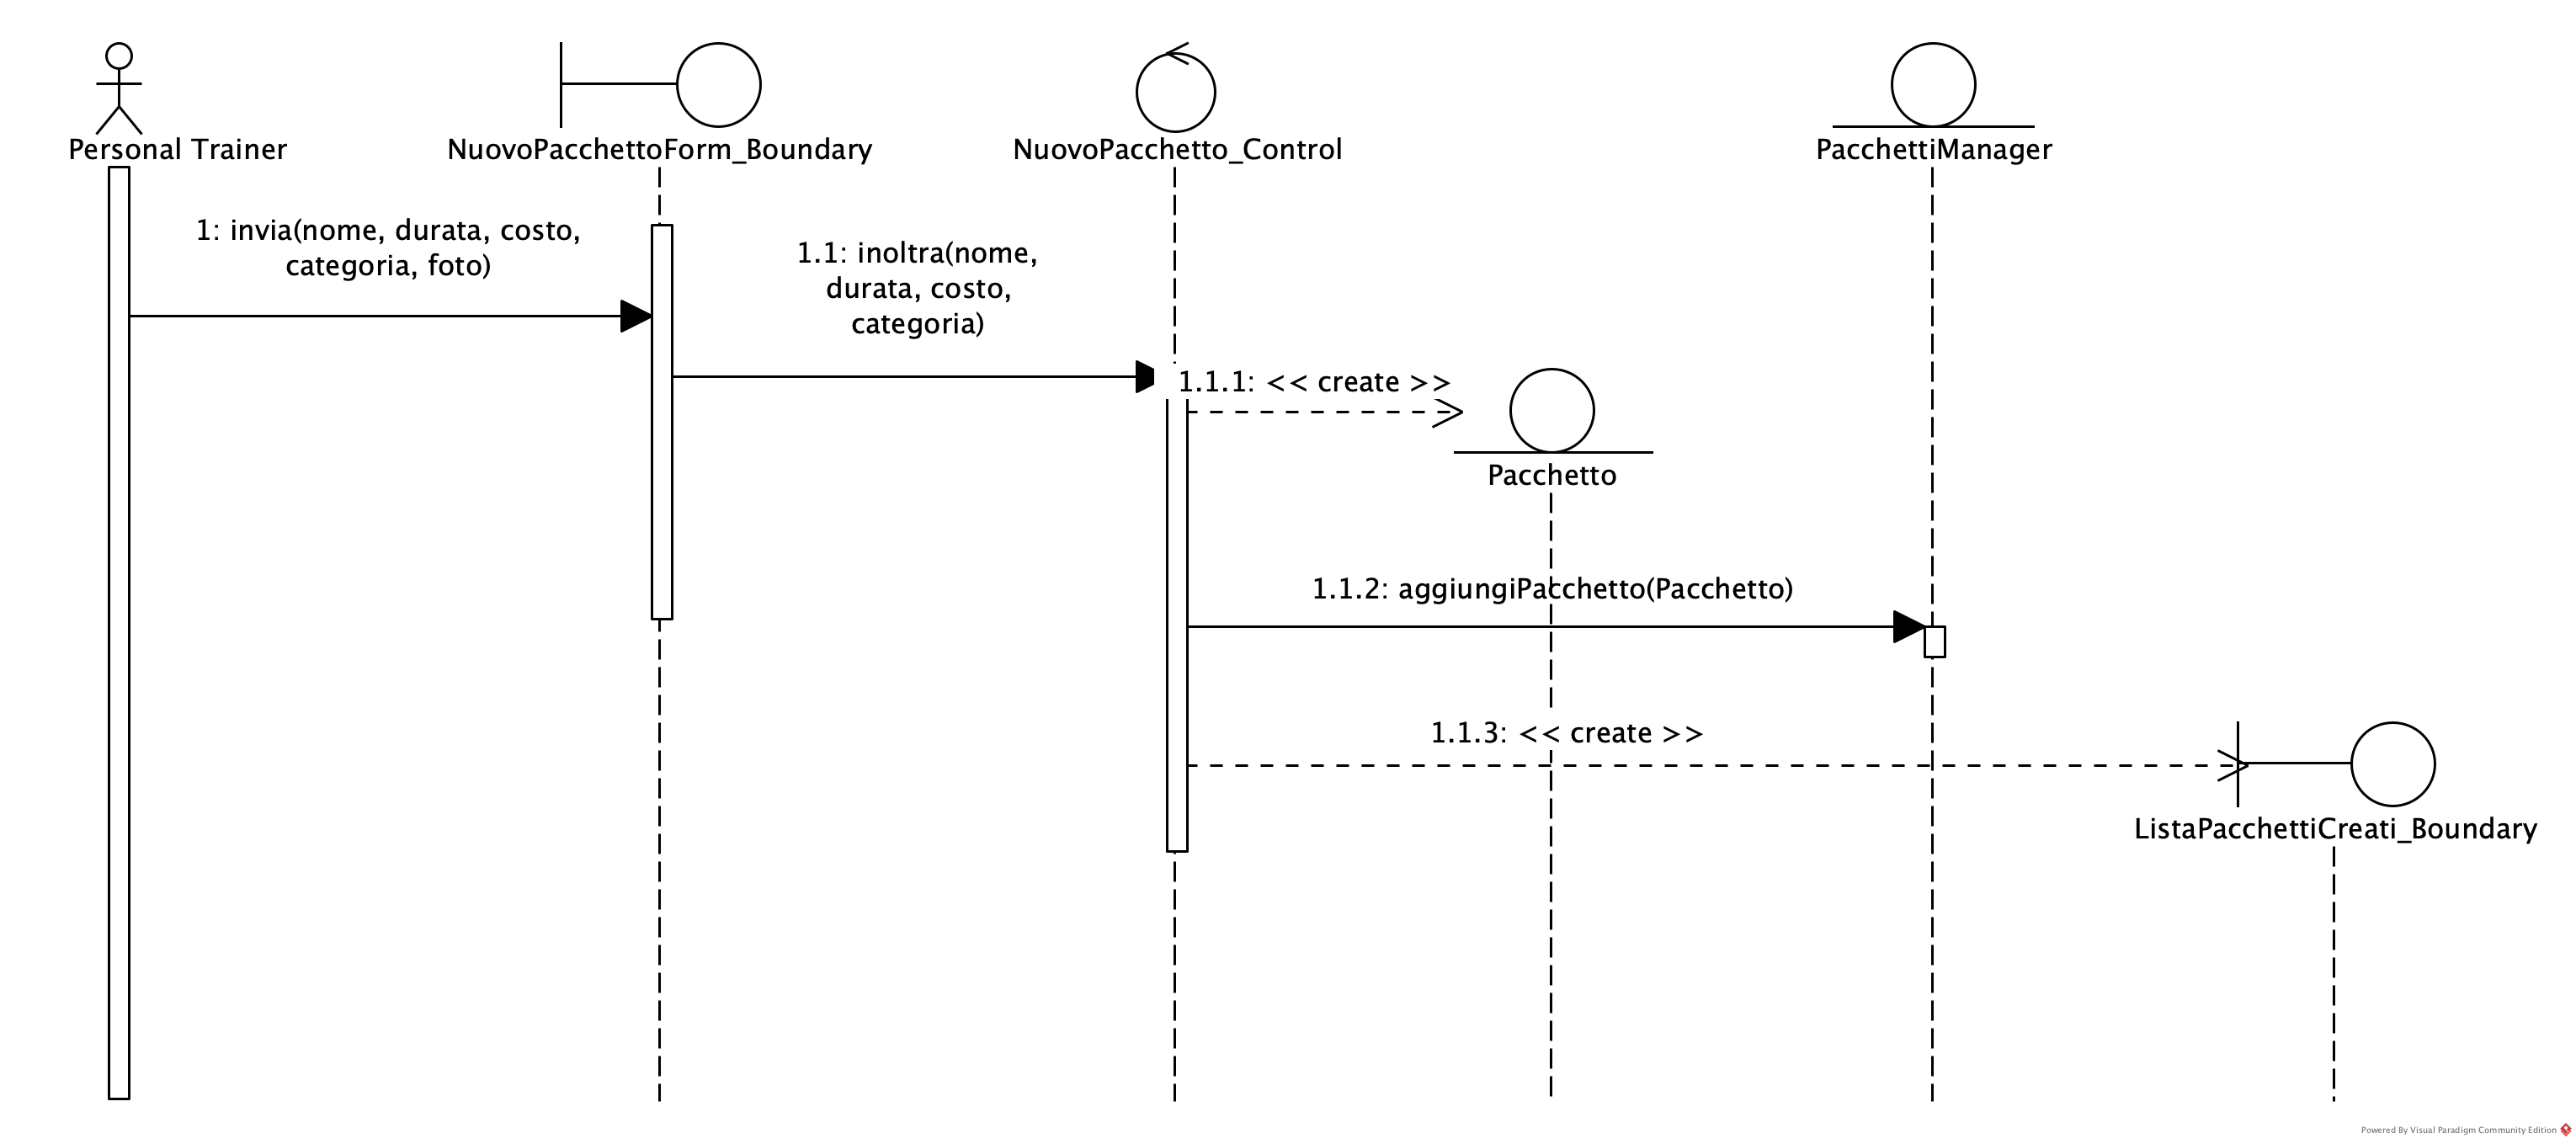 Personal Trainer
NuovoPacchettoForm_Boundary
NuovoPacchetto_Control
PacchettiManager
1: invia(nome, durata, costo,
categoria, foto)
1.1: inoltra(nome,
durata, costo,
categoria)
1.1.1: << create >>
Pacchetto
1.1.2: aggiungiPacchetto(Pacchetto)
1.1.3: << create >>
ListaPacchettiCreati_Boundary
Powered By Visual Paradigm Community Edition